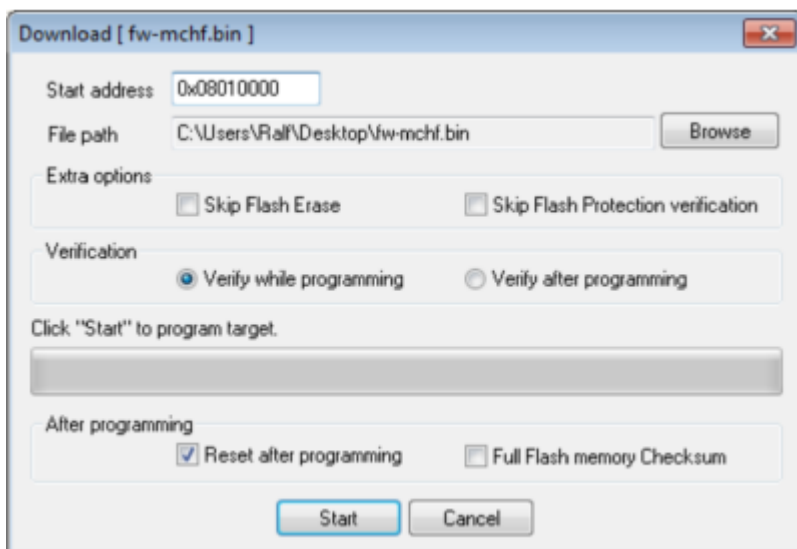 Download [ fw-mchf.bin ]
Start address 0x08010000
File path C:\Users\Ralf\Desktop\fw-mchf.bin Browse
Extra options
Skip Flash Erase Skip Flash Protection verification
Verification
Verify while programming Verify after programming
Click "Start" to program target.
After programming
Reset after programming Full Flash memory Checksum
Start Cancel